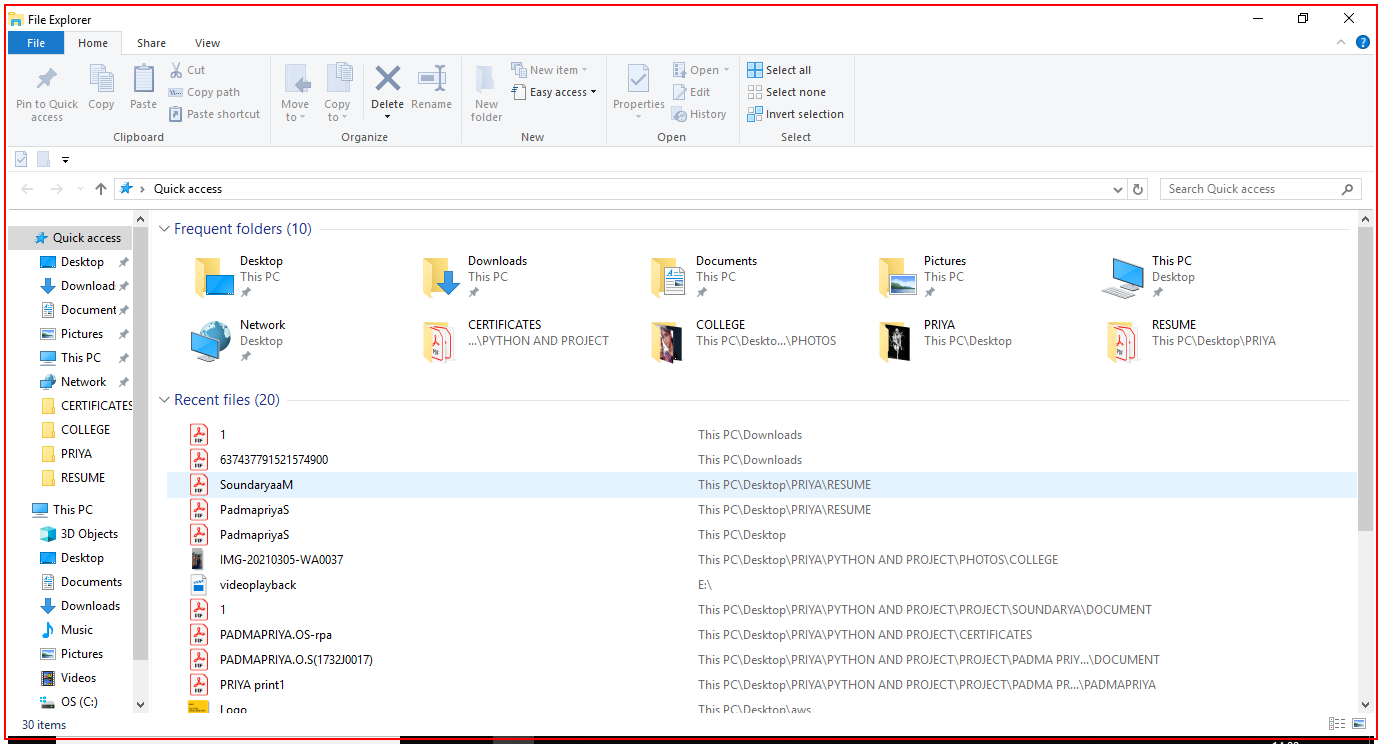 File Explorer
File Home Share View
Pin to Quick access
Copy
Paste
Cut
Copy path
Paste shortcut
Clipboard
Move to
Copy to
Delete
Rename
Organize
New folder
New item
Easy access
New
Properties
Open
Edit
History
Open
Select all
Select none
Invert selection
Select
Quick access
Search Quick access
Quick access
Desktop
Download
Document
Pictures
This PC
Network
CERTIFICATES
COLLEGE
PRIYA
RESUME
This PC
3D Objects
Desktop
Documents
Downloads
Music
Pictures
Videos
OS (C:)
Frequent folders (10)
Desktop
This PC
Downloads
This PC
Documents
This PC
Pictures
This PC
This PC
Desktop
Network
Desktop
CERTIFICATES
...\PYTHON AND PROJECT
COLLEGE
This PC\Deskto...\PHOTOS
PRIYA
This PC\Desktop
RESUME
This PC\Desktop\PRIYA
Recent files (20)
1 This PC\Downloads
637437791521574900 This PC\Downloads
SoundaryaaM This PC\Desktop\PRIYA\RESUME
PadmapriyaS This PC\Desktop\PRIYA\RESUME
PadmapriyaS This PC\Desktop
IMG-20210305-WA0037 This PC\Desktop\PRIYA\PYTHON AND PROJECT\PHOTOS\COLLEGE
videoplayback E:\
1 This PC\Desktop\PRIYA\PYTHON AND PROJECT\PROJECT\SOUNDARYA\DOCUMENT
PADMAPRIYA.OS-rpa This PC\Desktop\PRIYA\PYTHON AND PROJECT\CERTIFICATES
PADMAPRIYA.O.S(1732J0017) This PC\Desktop\PRIYA\PYTHON AND PROJECT\PROJECT\PADMA PRIY...\DOCUMENT
PRIYA print1 This PC\Desktop\PRIYA\PYTHON AND PROJECT\PROJECT\PADMA PR...\PADMAPRIYA
Logo This PC\Desktop\aws
30 items